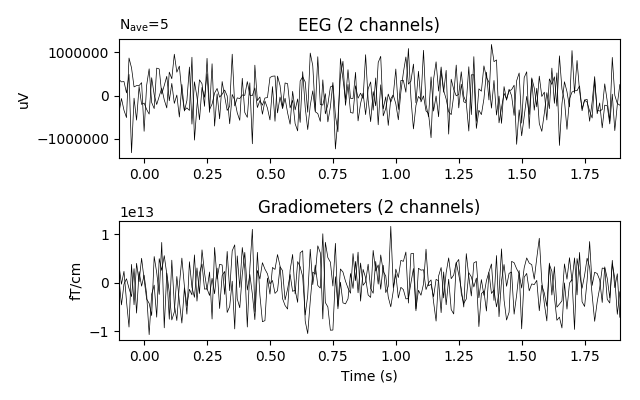 Nave=5
EEG (2 channels)
1000000
0
−1000000
uV
0.00 0.25 0.50 0.75 1.00 1.25 1.50 1.75
1e13
Gradiometers (2 channels)
1
0
−1
fT/cm
0.00 0.25 0.50 0.75 1.00 1.25 1.50 1.75
Time (s)